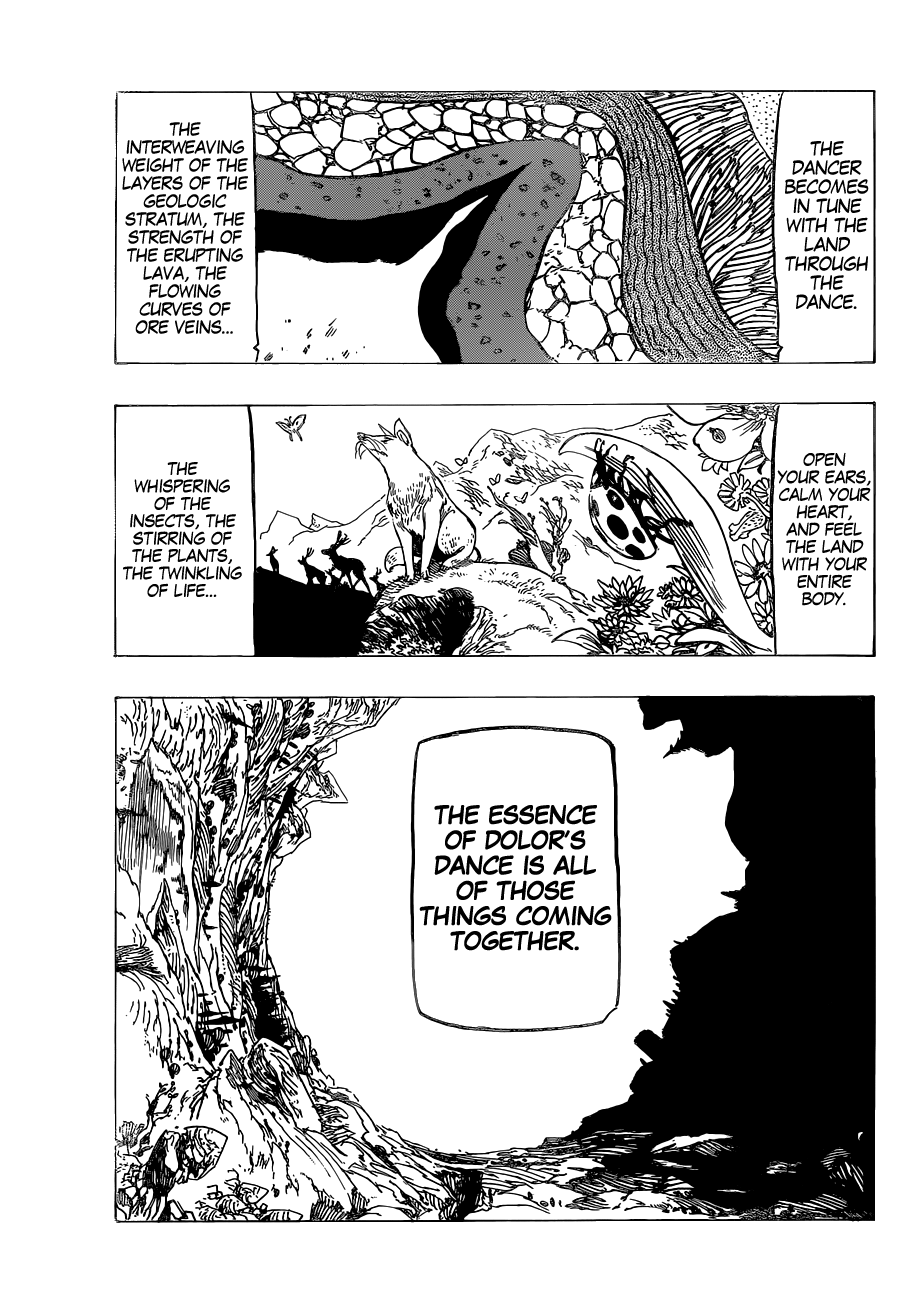 THE
DANCER
BECOMES
IN TUNE
WITH THE
LAND
THROUGH
THE
DANCE.
THE
INTERWEAVING
WEIGHT OF THE
LAYERS OF THE
GEOLOGIC
STRATUM, THE
STRENGTH OF
THE ERUPTING
LAVA, THE
FLOWING
CURVES OF
ORE VEINS...
OPEN
YOUR EARS,
CALM YOUR
HEART,
AND FEEL
THE LAND
WITH YOUR
ENTIRE
BODY.
THE
WHISPERING
OF THE
INSECTS, THE
STIRRING OF
THE PLANTS,
THE TWINKLING
OF LIFE...
THE ESSENCE
OF DOLOR'S
DANCE IS ALL
OF THOSE
THINGS COMING
TOGETHER.